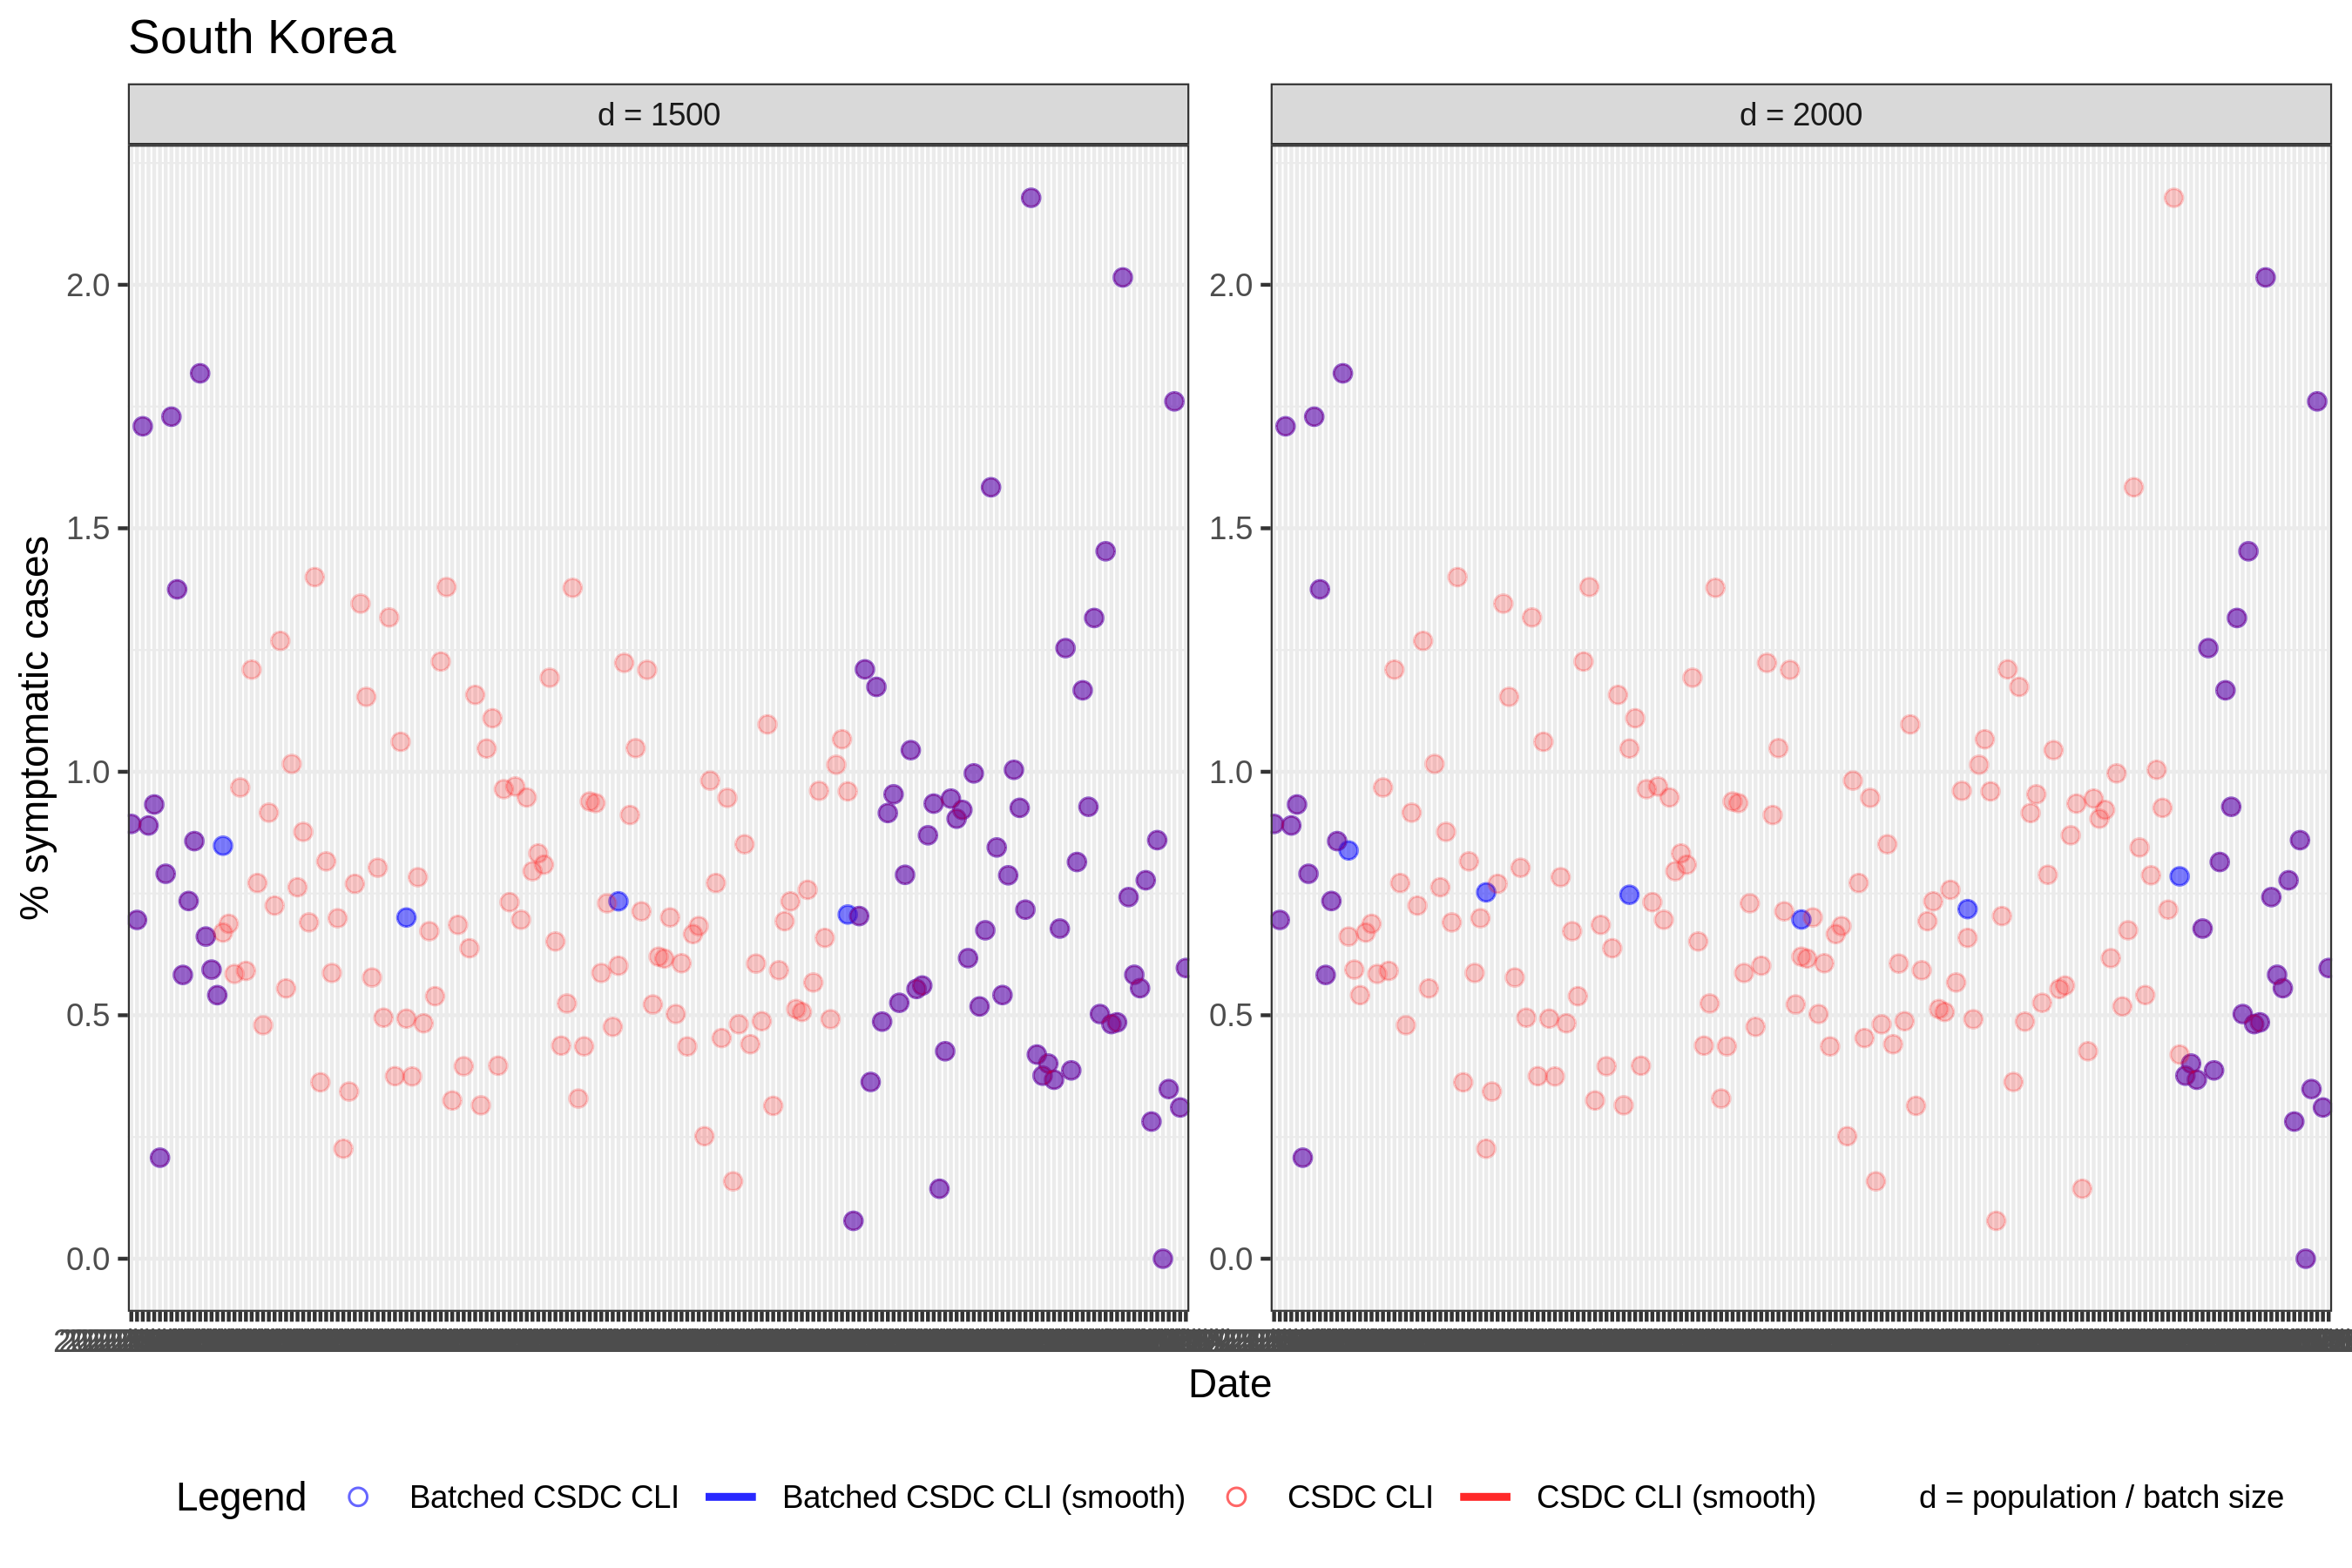 South Korea
d = 1500
d = 2000
% symptomatic cases
2.0
1.5
1.0
0.5
0.0
2.0
1.5
1.0
0.5
0.0
Date
Legend Batched CSDC CLI Batched CSDC CLI (smooth) CSDC CLI CSDC CLI (smooth) d = population / batch size